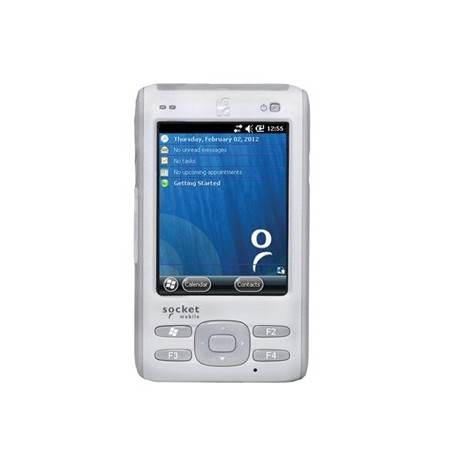 12:55
Thursday, February 02, 2012
No unread messages
No tasks
No upcoming appointments
Getting Started
Calendar Contacts
socket
mobile
F2
F3 F4